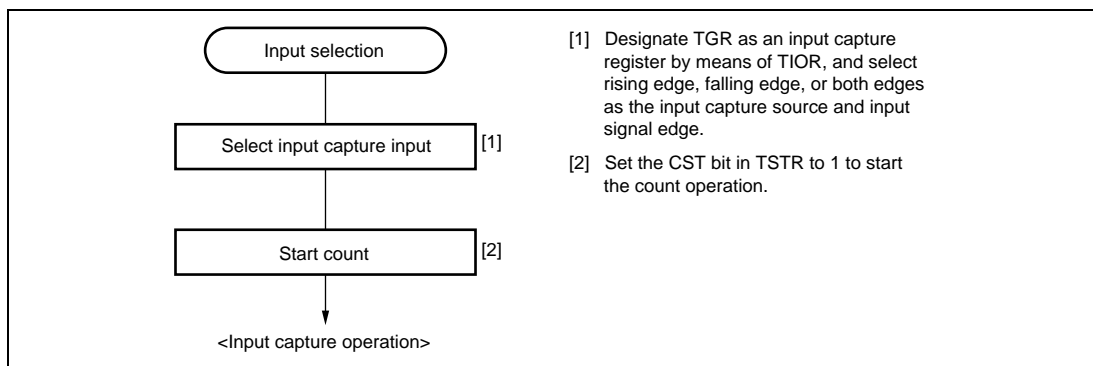 Input selection
Select input capture input
[1]
Start count
[2]
<Input capture operation>
[1] Designate TGR as an input capture
register by means of TIOR, and select
rising edge, falling edge, or both edges
as the input capture source and input
signal edge.
[2] Set the CST bit in TSTR to 1 to start
the count operation.